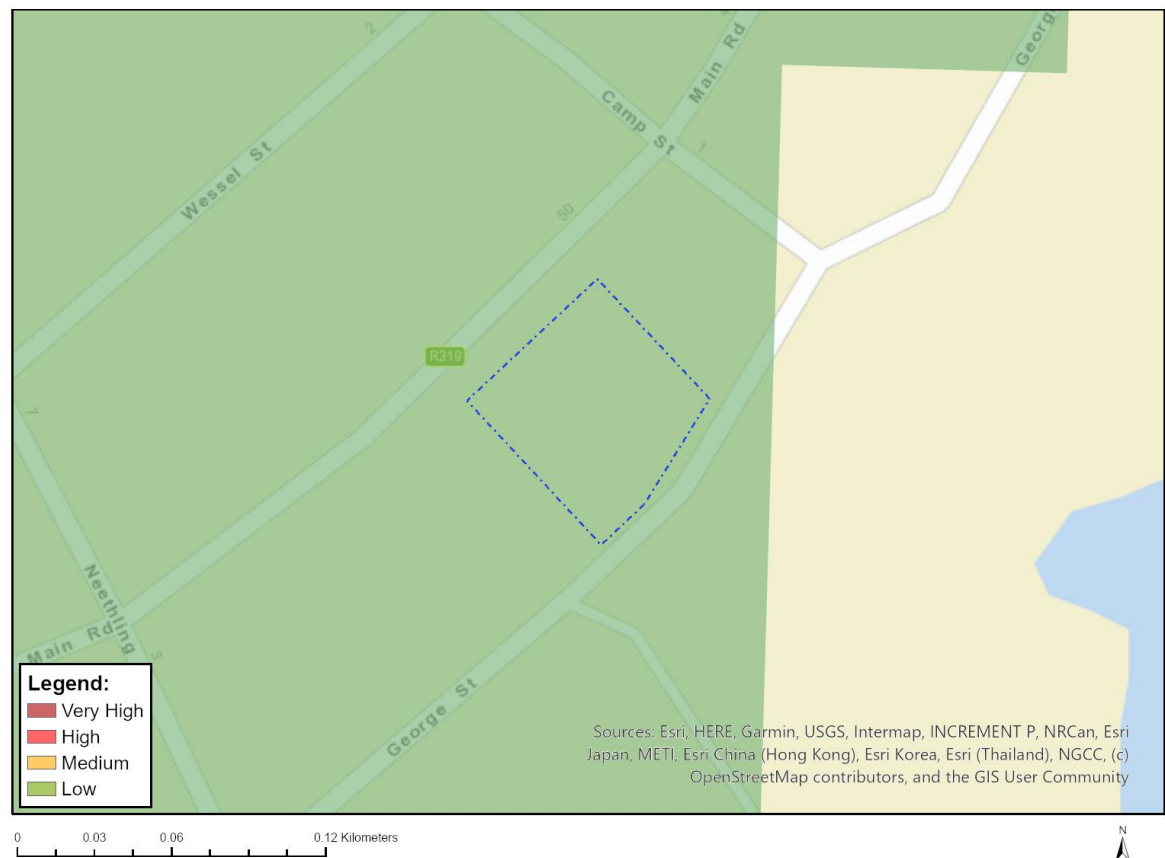 2
Main Rd
George
Camp St
1
Wessel St
50
R319
7
Neethling
Main Rd
3
George St
Legend:
Very High
High
Medium
Low
Sources: Esri, HERE, Garmin, USGS, Intermap, INCREMENT P, NRCan, Esri
Japan, METI, Esri China (Hong Kong), Esri Korea, Esri (Thailand), NGCC, (c)
OpenStreetMap contributors, and the GIS User Community
0 0.03 0.06 0.12 Kilometers
N